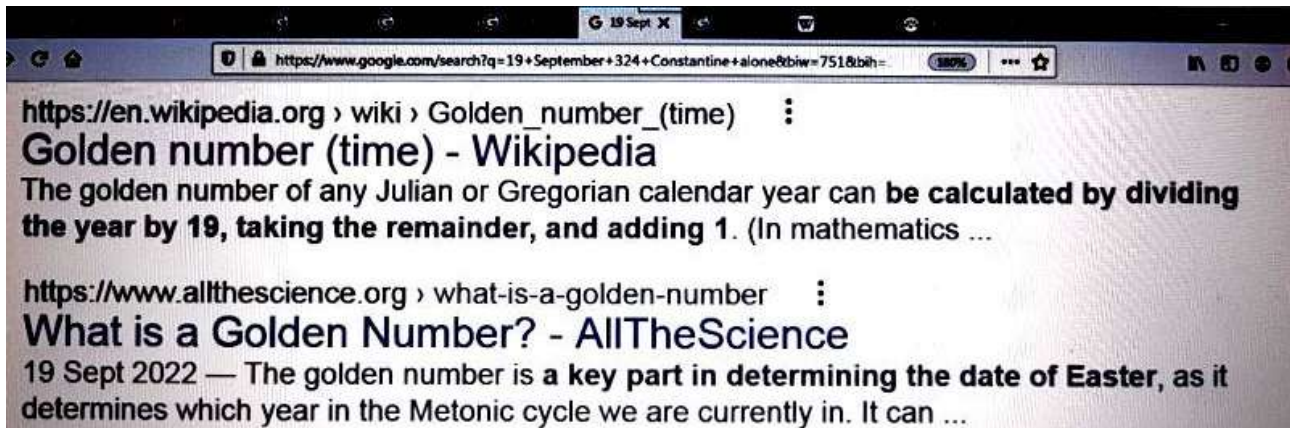 G 19 Sept X
https://www.google.com/search?q=19+September+324+Constantine+alone&biw=751&bih=
https://en.wikipedia.org › wiki › Golden_number_(time)
Golden number (time) - Wikipedia
The golden number of any Julian or Gregorian calendar year can be calculated by dividing
the year by 19, taking the remainder, and adding 1. (In mathematics ...
https://www.allthescience.org › what-is-a-golden-number
What is a Golden Number? - AllTheScience
19 Sept 2022 — The golden number is a key part in determining the date of Easter, as it
determines which year in the Metonic cycle we are currently in. It can ...